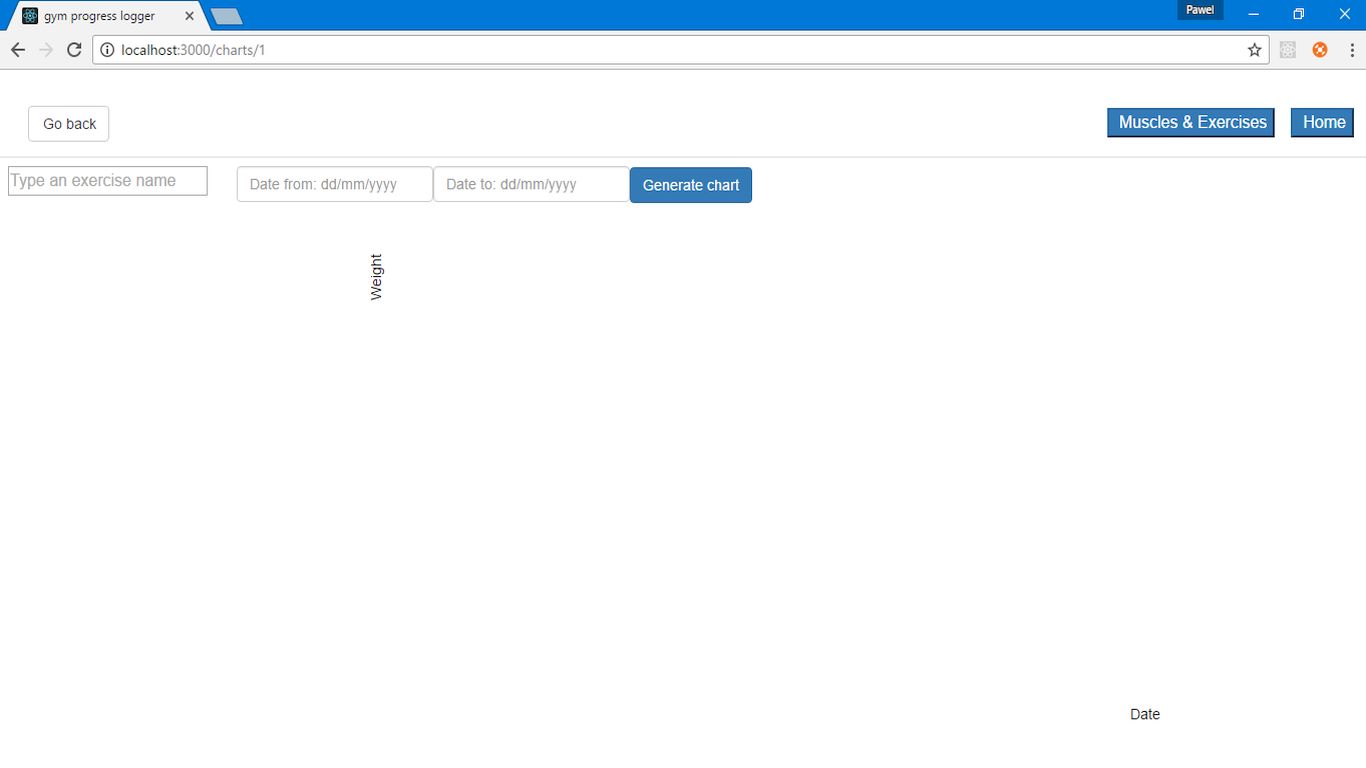 gym progress logger
Pawel
localhost:3000/charts/1
Go back
Muscles & Exercises
Home
Type an exercise name
Date from: dd/mm/yyyy
Date to: dd/mm/yyyy
Generate chart
Weight
Date